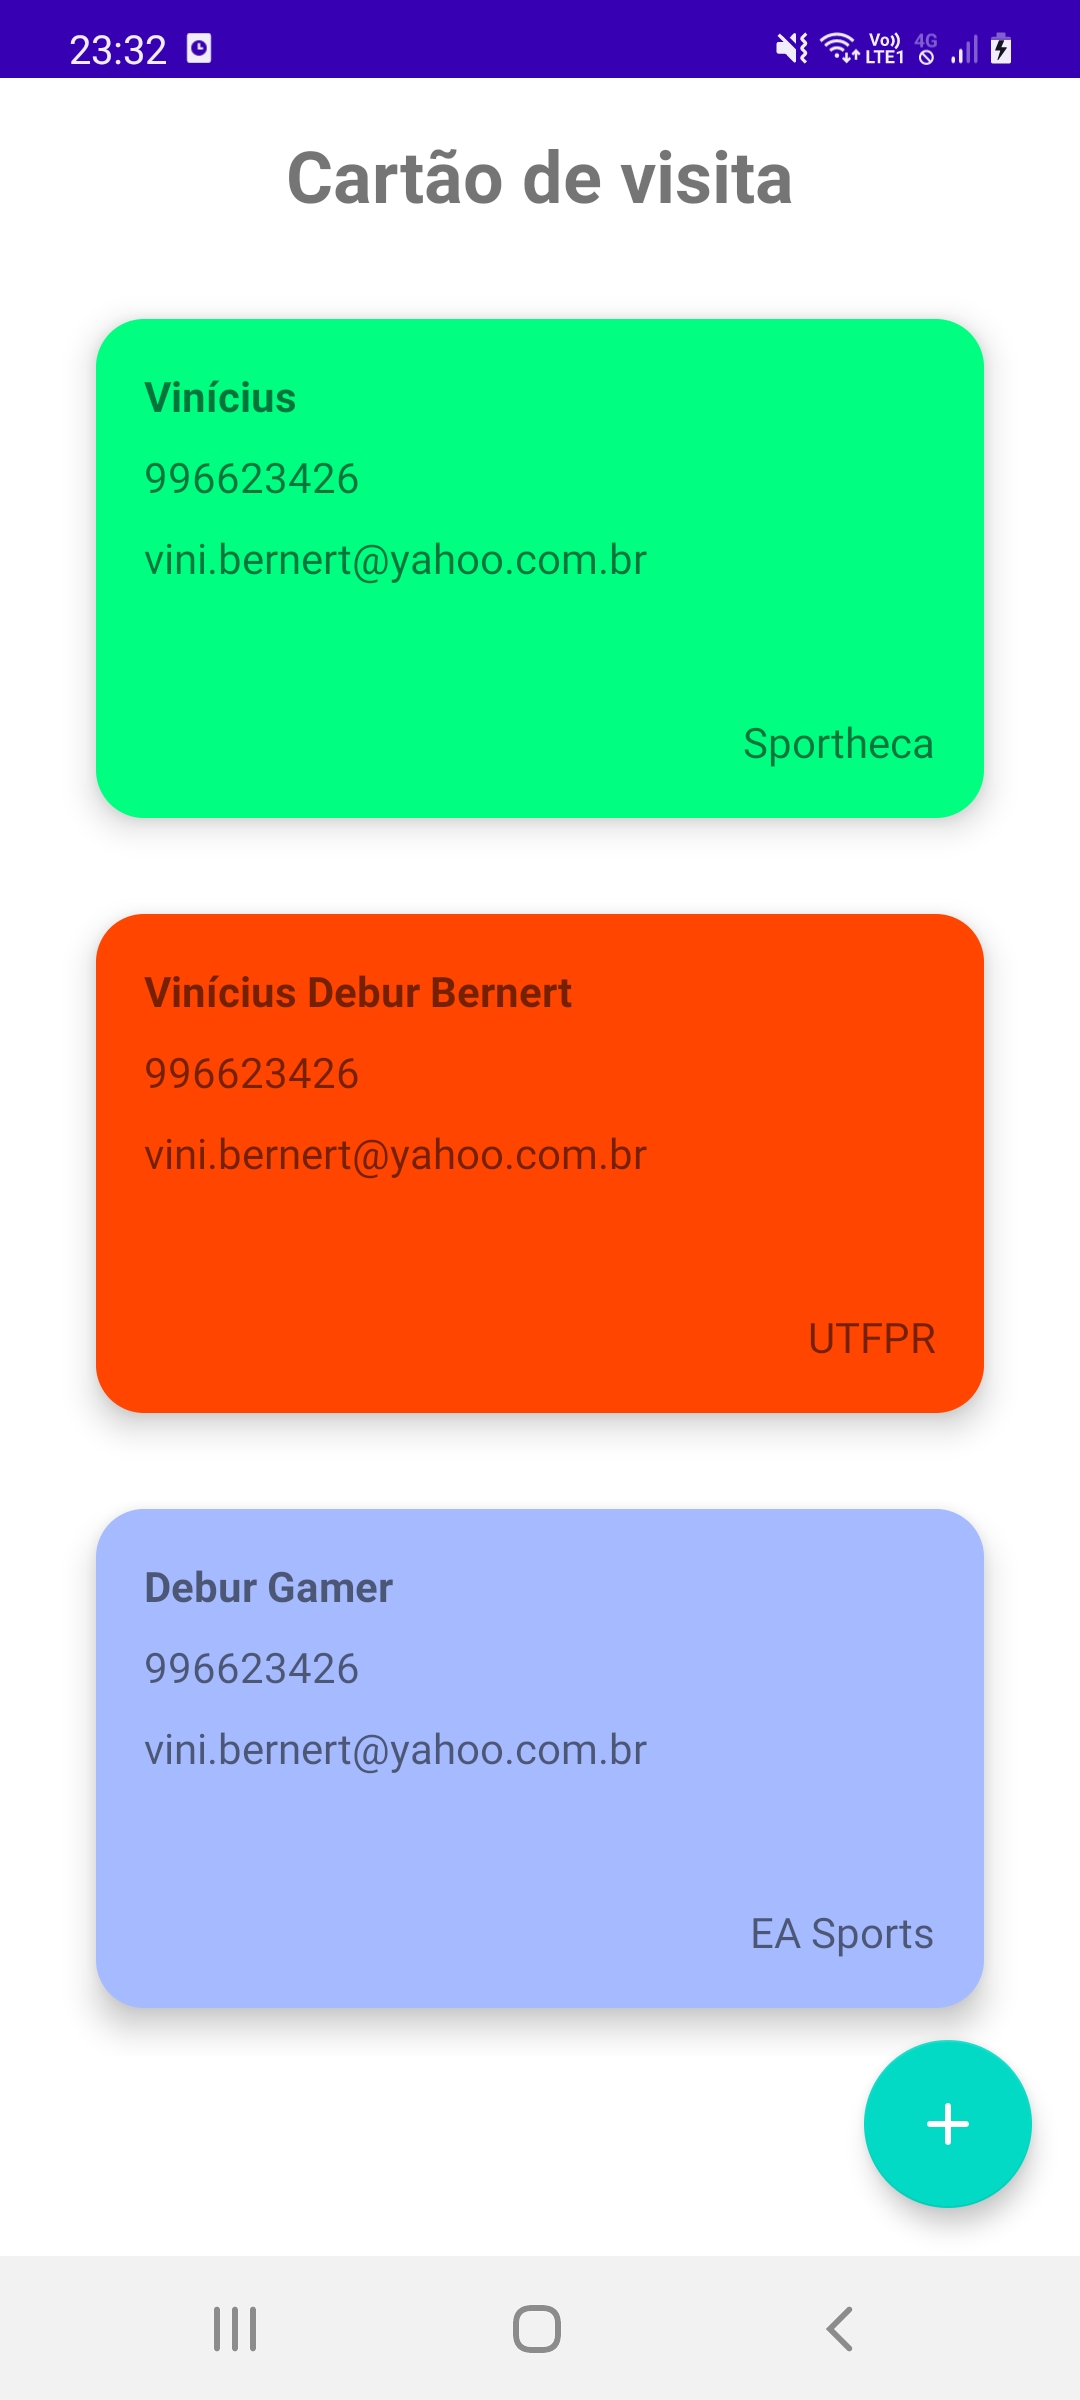 23:32
Vo)) 4G
LTE1
Cartão de visita
Vinícius
996623426
vini.bernert@yahoo.com.br
Sportheca
Vinícius Debur Bernert
996623426
vini.bernert@yahoo.com.br
UTFPR
Debur Gamer
996623426
vini.bernert@yahoo.com.br
EA Sports